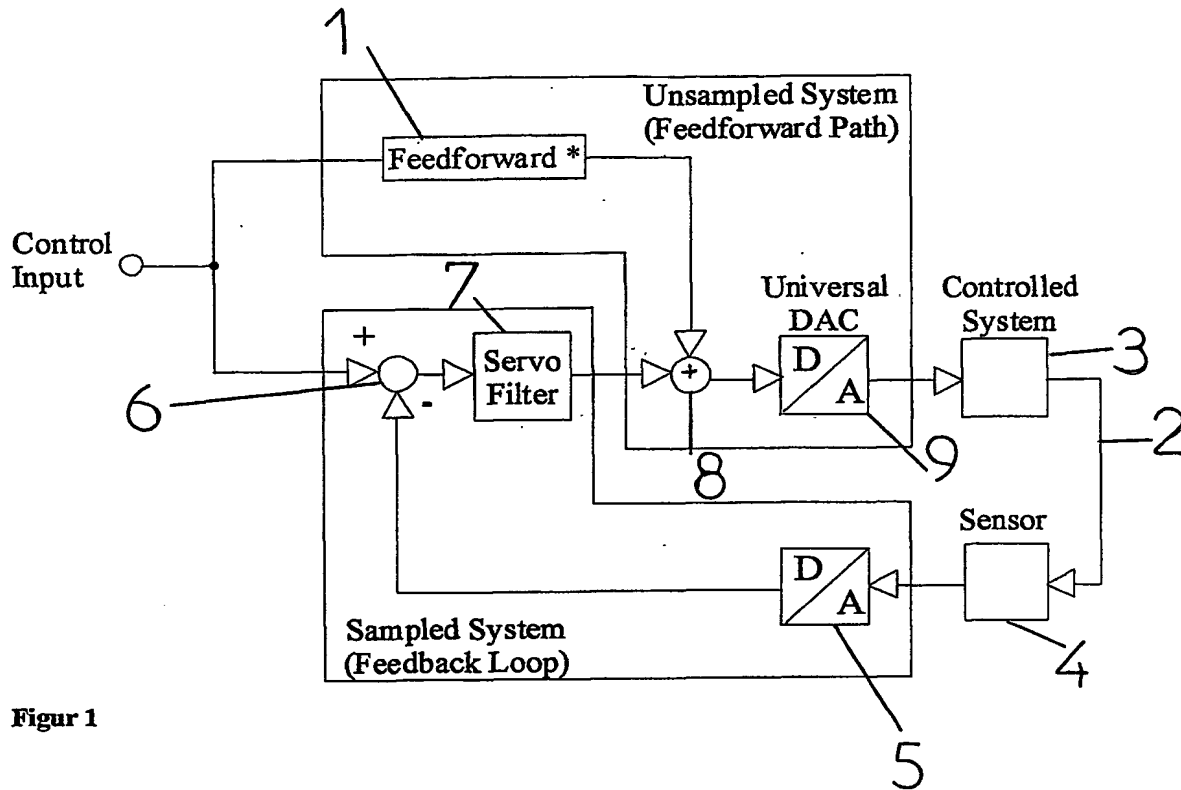 1
Unsampled System
(Feedforward Path)
Feedforward *
Control
Input
7
Universal
DAC
Controlled
System
+
Servo
Filter
+
D
A
3
6
-
8
9
2
Sensor
D
A
Sampled System
(Feedback Loop)
4
Figur 1
5